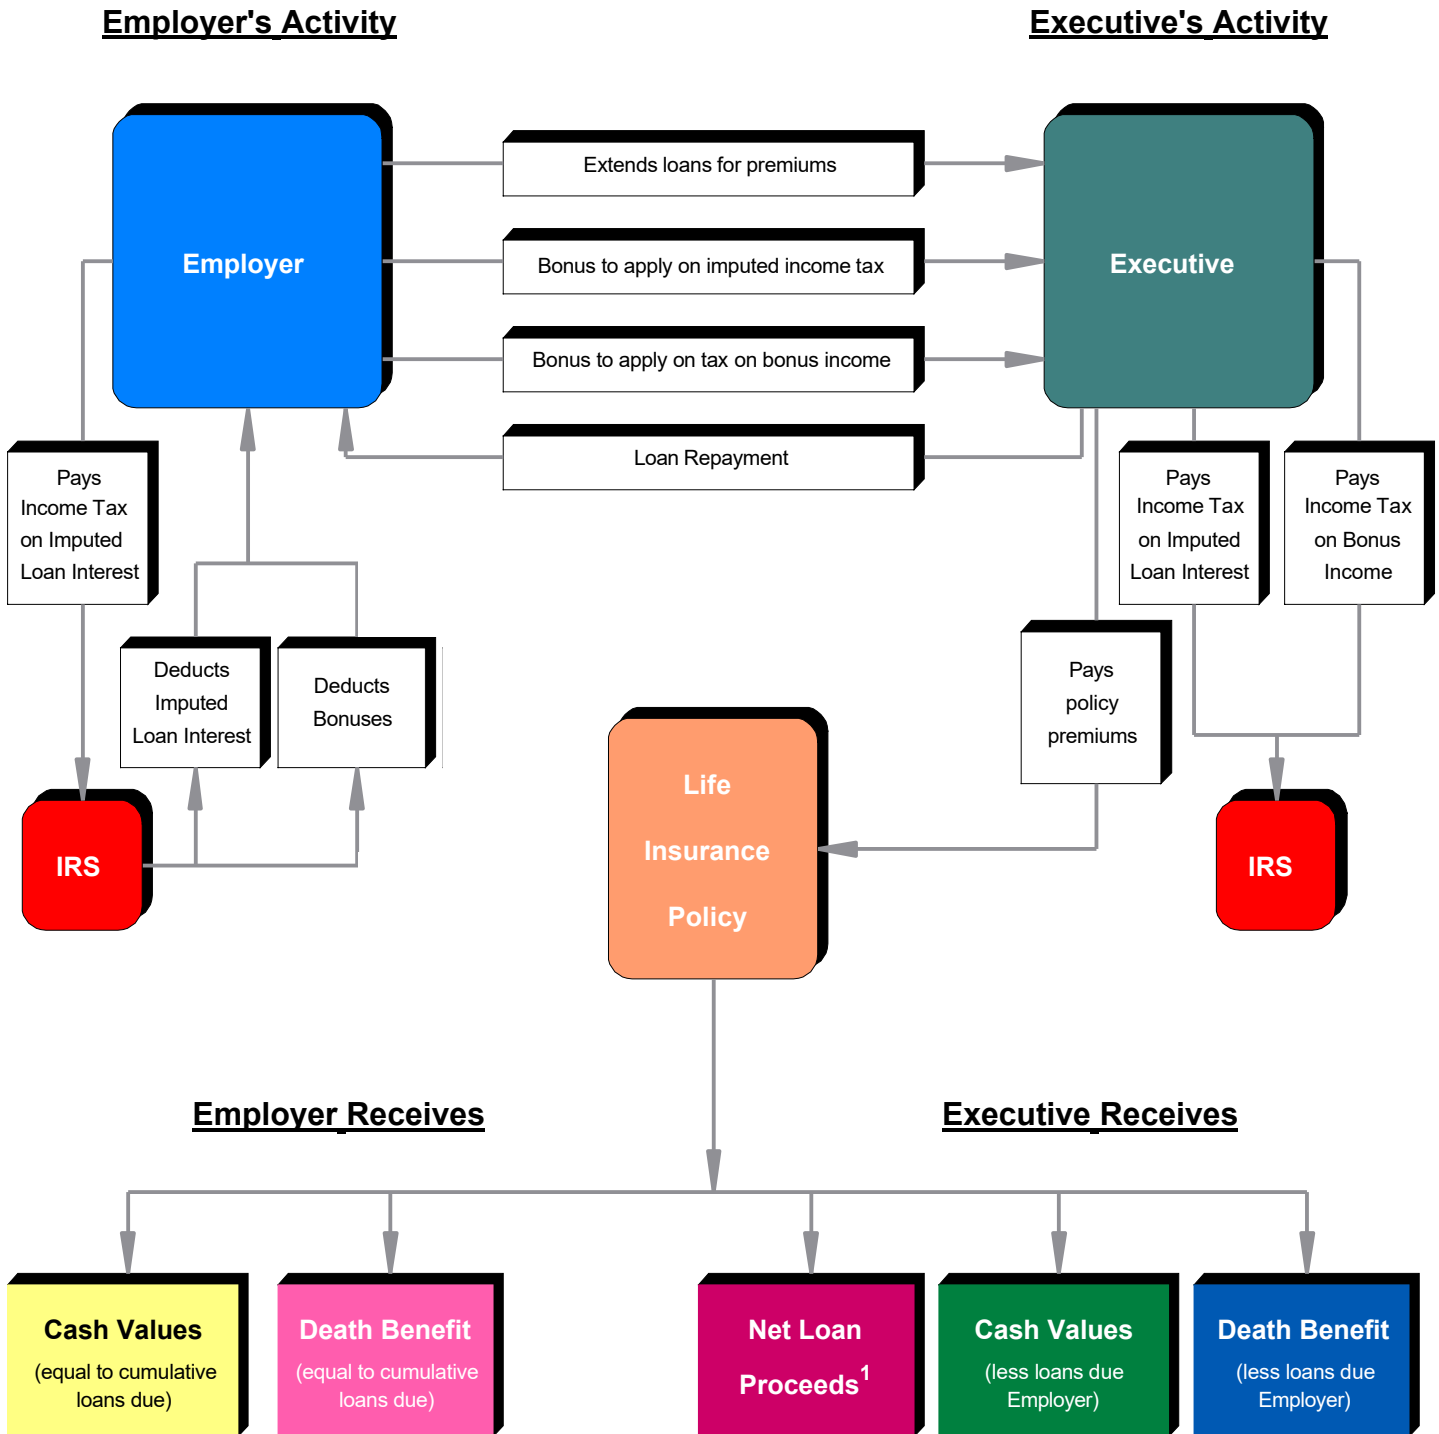 Employer's Activity
Executive's Activity
Extends loans for premiums
Employer
Bonus to apply on imputed income tax
Executive
Bonus to apply on tax on bonus income
Loan Repayment
Pays
Income Tax
on Imputed
Loan Interest
Pays
Income Tax
on Imputed
Loan Interest
Pays
Income Tax
on Bonus
Income
Deducts
Imputed
Loan Interest
Deducts
Bonuses
Pays
policy
premiums
Life
Insurance
Policy
IRS
IRS
Employer Receives
Executive Receives
Cash Values
(equal to cumulative
loans due)
Death Benefit
(equal to cumulative
loans due)
Net Loan
Proceeds1
Cash Values
(less loans due
Employer)
Death Benefit
(less loans due
Employer)